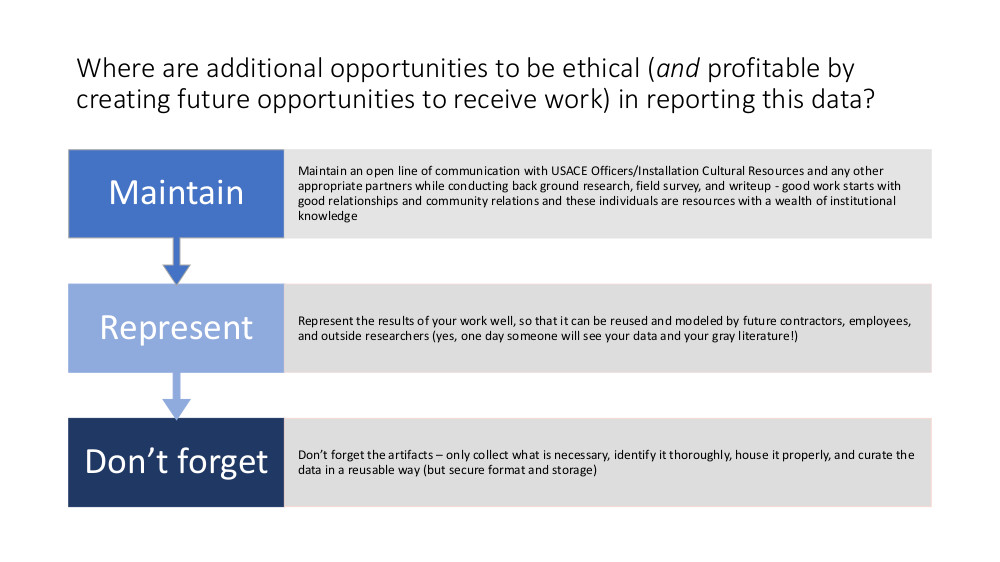 Where are additional opportunities to be ethical (and profitable by
creating future opportunities to receive work) in reporting this data?
Maintain
Maintain an open line of communication with USACE Officers/Installation Cultural Resources and any other
appropriate partners while conducting back ground research, field survey, and writeup - good work starts with
good relationships and community relations and these individuals are resources with a wealth of institutional
knowledge
Represent
Represent the results of your work well, so that it can be reused and modeled by future contractors, employees,
and outside researchers (yes, one day someone will see your data and your gray literature!)
Don’t forget
Don’t forget the artifacts – only collect what is necessary, identify it thoroughly, house it properly, and curate the
data in a reusable way (but secure format and storage)